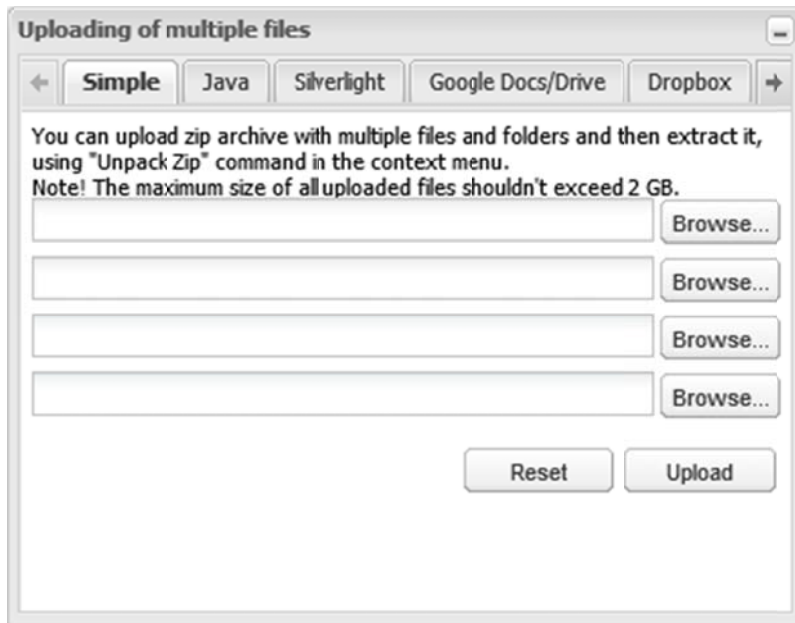 Uploading of multiple files
Simple Java Silverlight Google Docs/Drive Dropbox
You can upload zip archive with multiple files and folders and then extract it,
using "Unpack Zip" command in the context menu.
Note! The maximum size of all uploaded files shouldn't exceed 2 GB.
Browse...
Browse...
Browse...
Browse...
Reset Upload